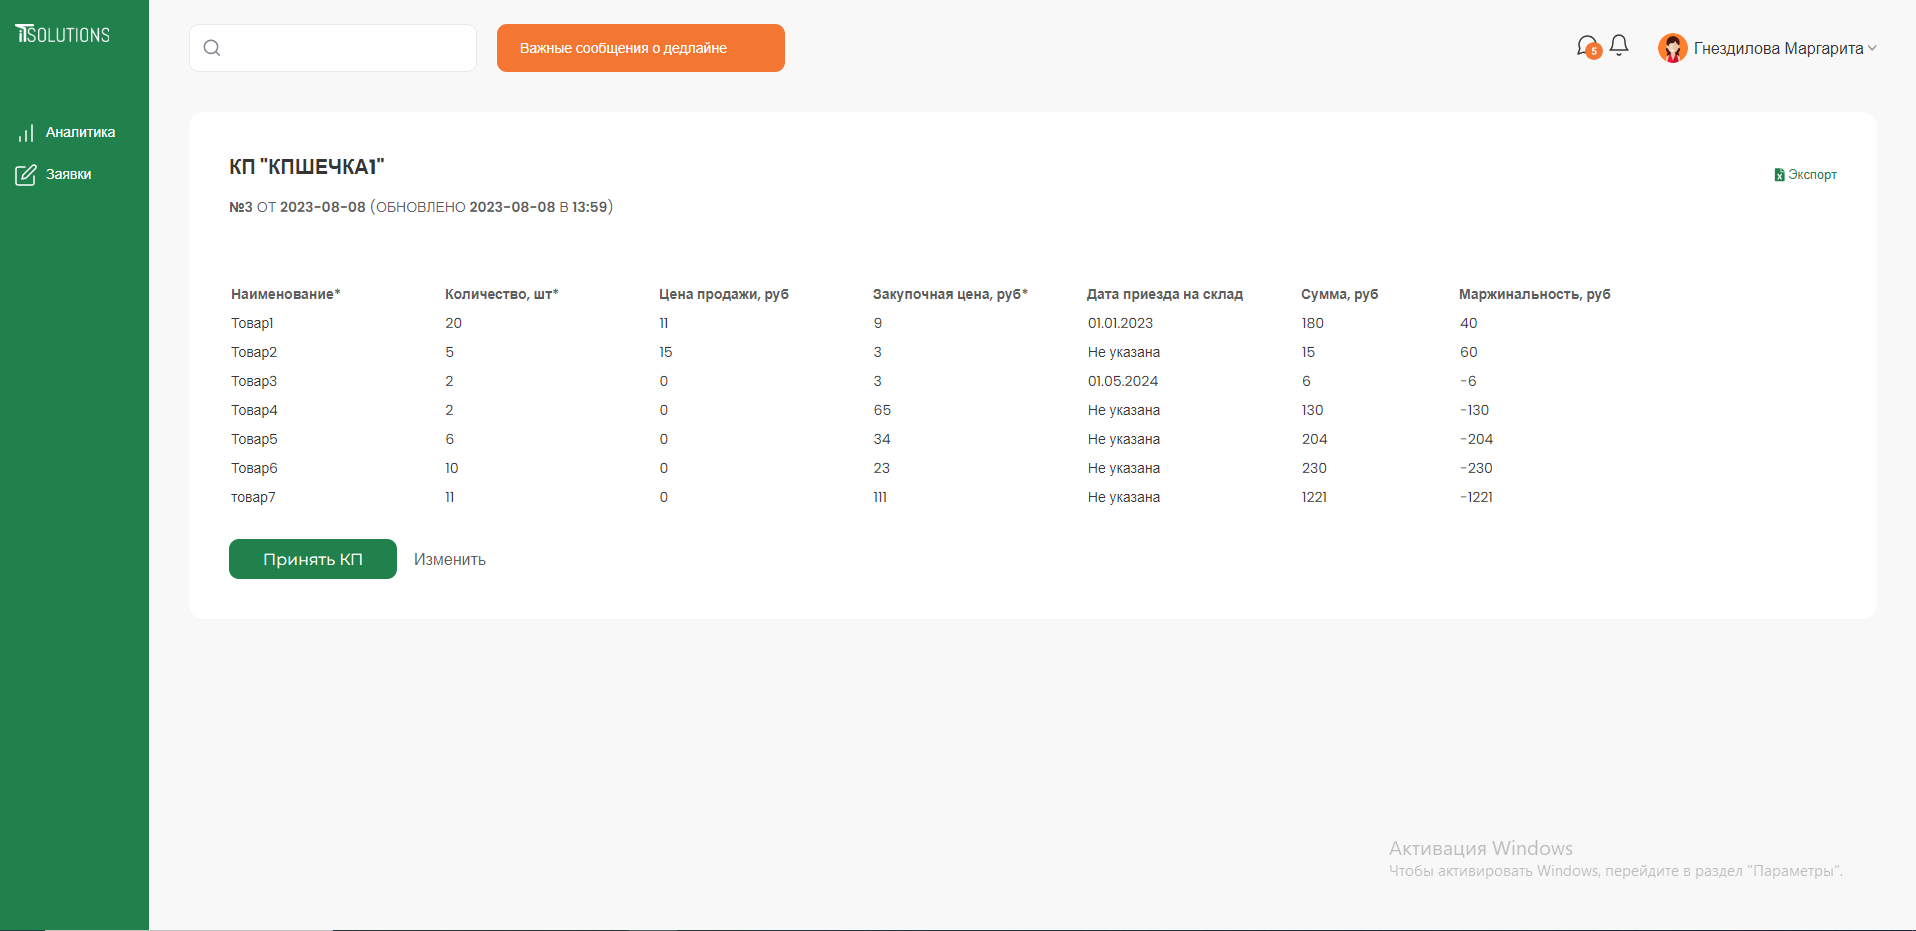 iTSOLUTIONS
Важные сообщения о дедлайне
5
Гнездилова Маргарита
Аналитика
Заявки
КП "КПШЕЧКА1"
Экспорт
№3 ОТ 2023-08-08 (ОБНОВЛЕНО 2023-08-08 В 13:59)
Наименование* Количество, шт* Цена продажи, руб Закупочная цена, руб* Дата приезда на склад Сумма, руб Маржинальность, руб
Товар1 20 11 9 01.01.2023 180 40
Товар2 5 15 3 Не указана 15 60
Товар3 2 0 3 01.05.2024 6 -6
Товар4 2 0 65 Не указана 130 -130
Товар5 6 0 34 Не указана 204 -204
Товар6 10 0 23 Не указана 230 -230
товар7 11 0 111 Не указана 1221 -1221
Принять КП Изменить
Активация Windows
Чтобы активировать Windows, перейдите в раздел "Параметры".